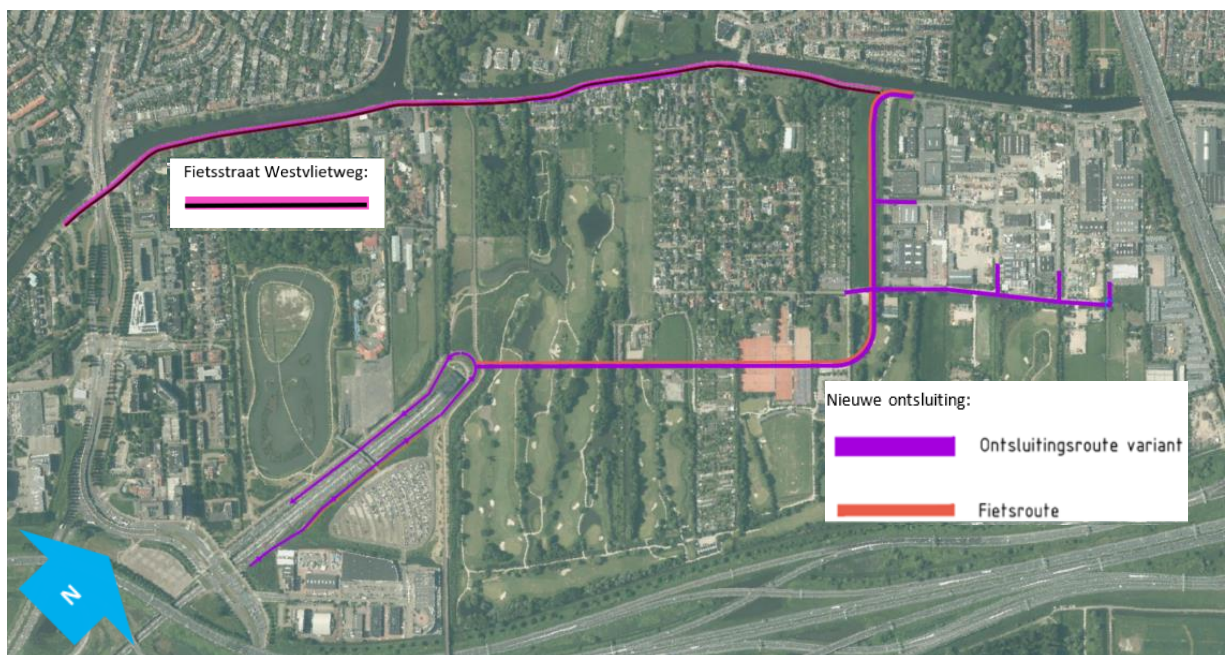 Fietsstraat Westvlietweg:
Nieuwe ontsluiting:
Ontsluitingsroute variant
Fietsroute
N